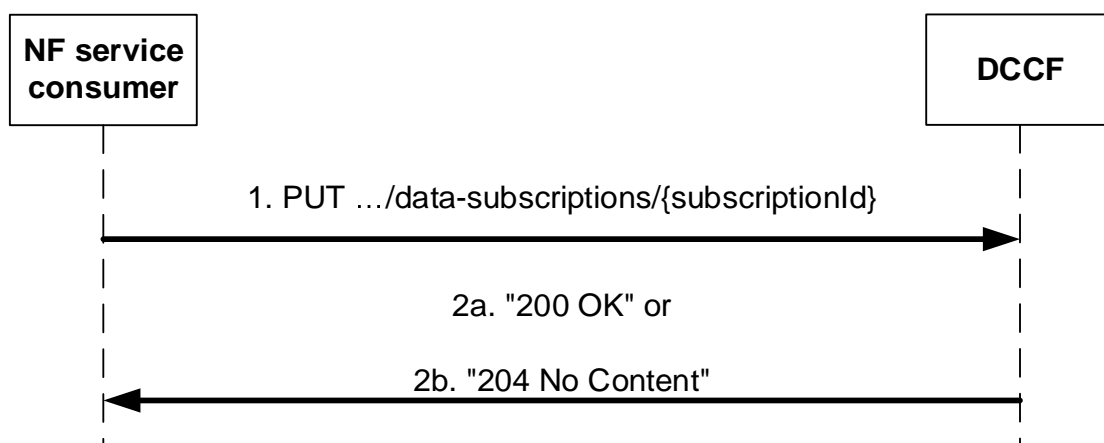 NF service
consumer
DCCF
1. PUT …/data-subscriptions/{subscriptionId}
2a. "200 OK" or
2b. "204 No Content"